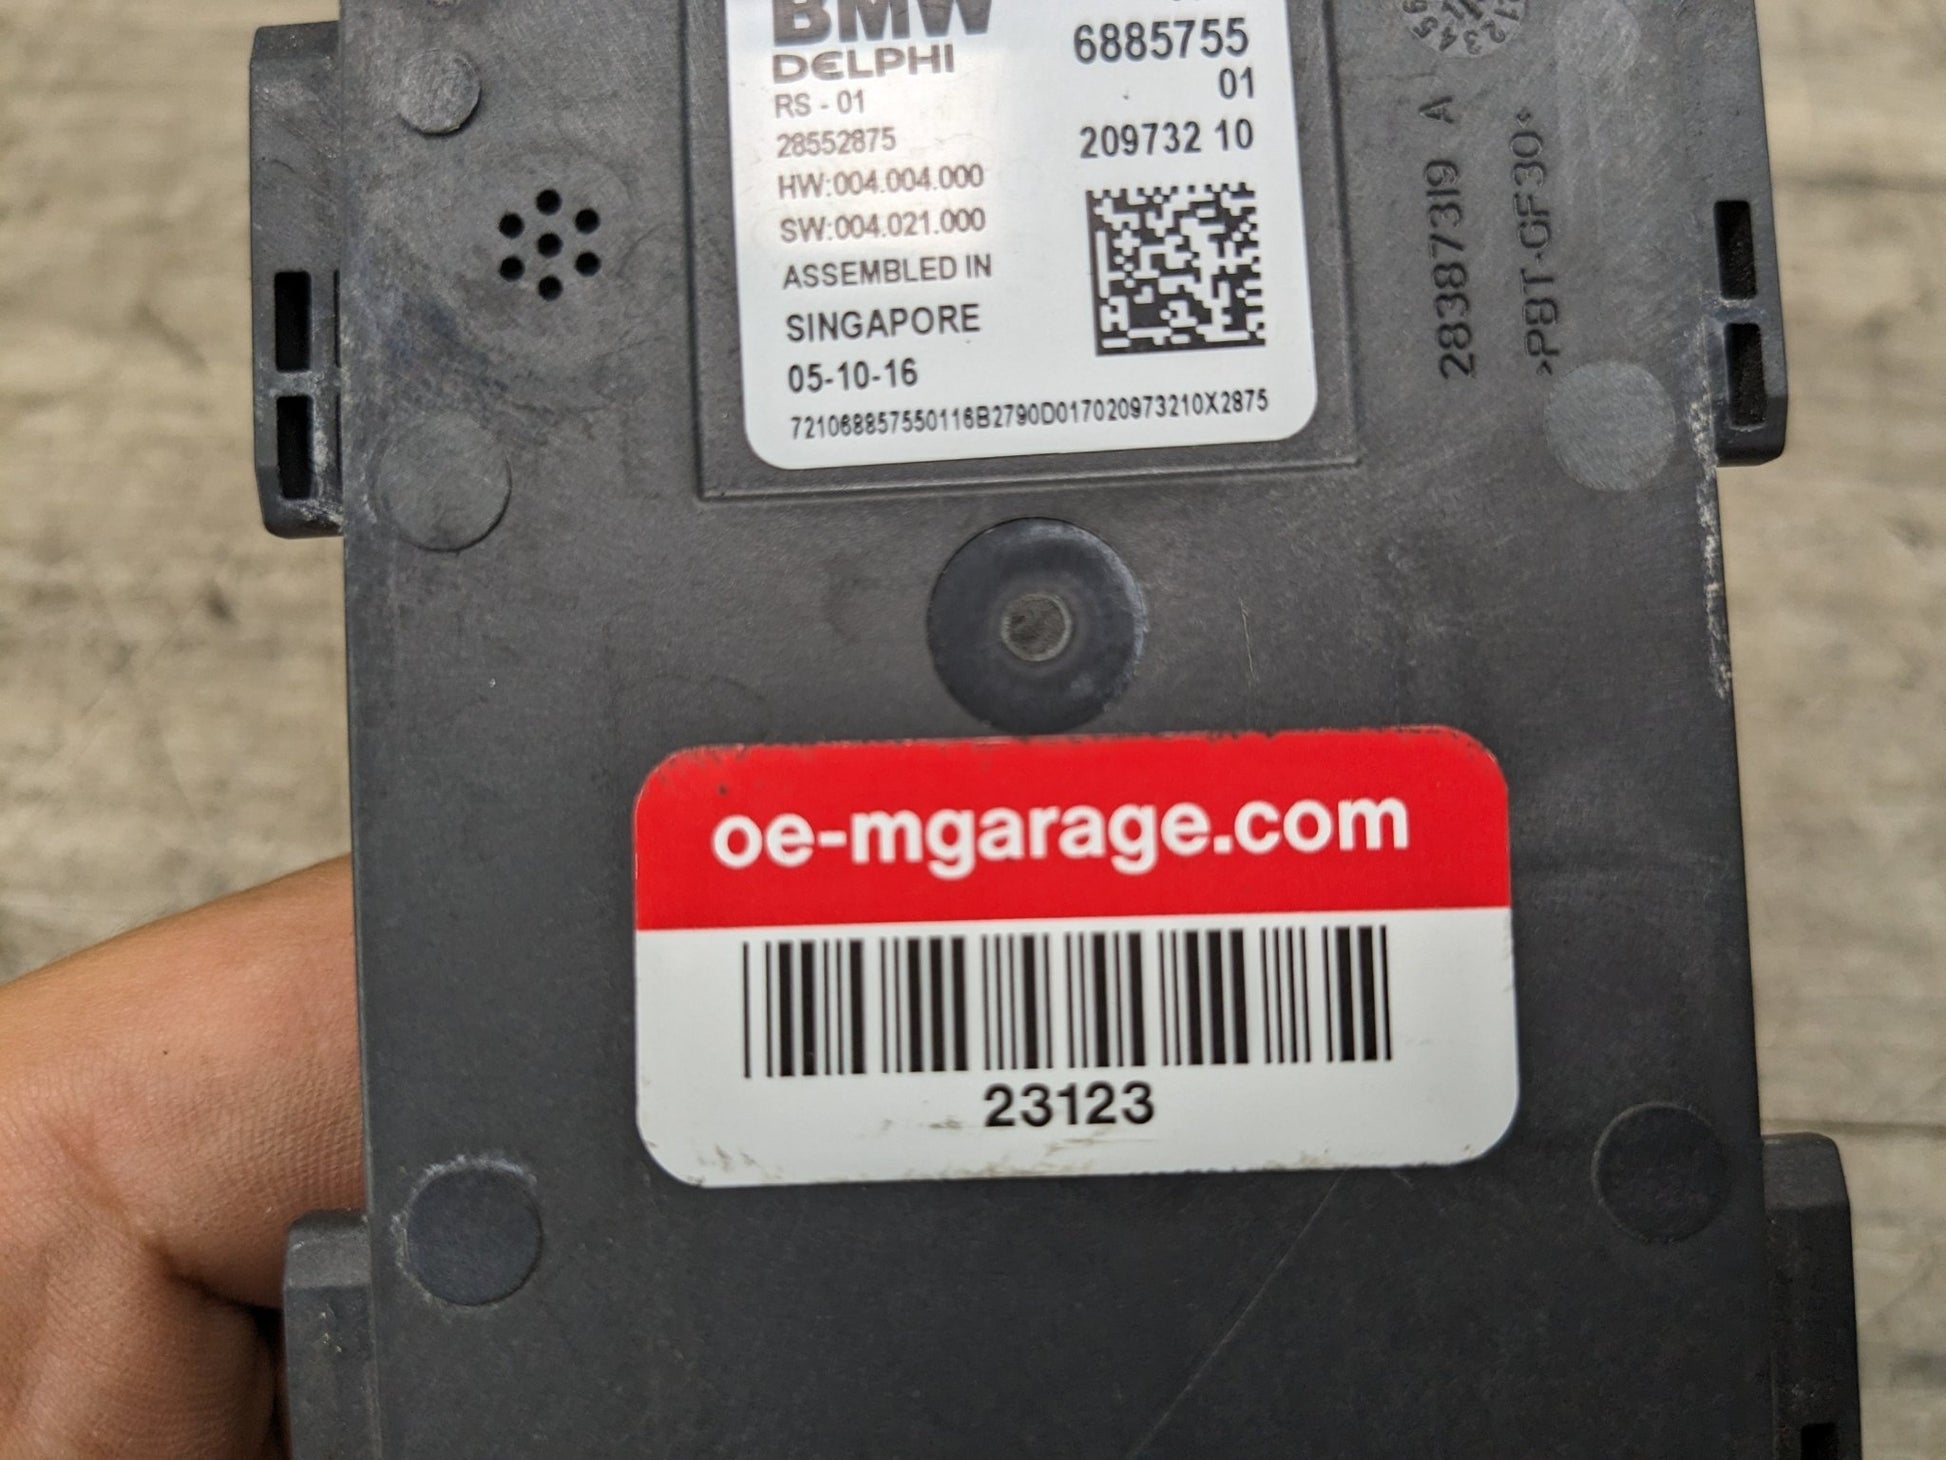 BMW
DELPHI
RS - 01
28552875
HW:004.004.000
SW:004.021.000
ASSEMBLED IN
SINGAPORE
05-10-16
6885755
01
209732 10
721068857550116B2790D017020973210X2875
28387319 A
>PBT-GF30<
oe-mgarage.com
23123